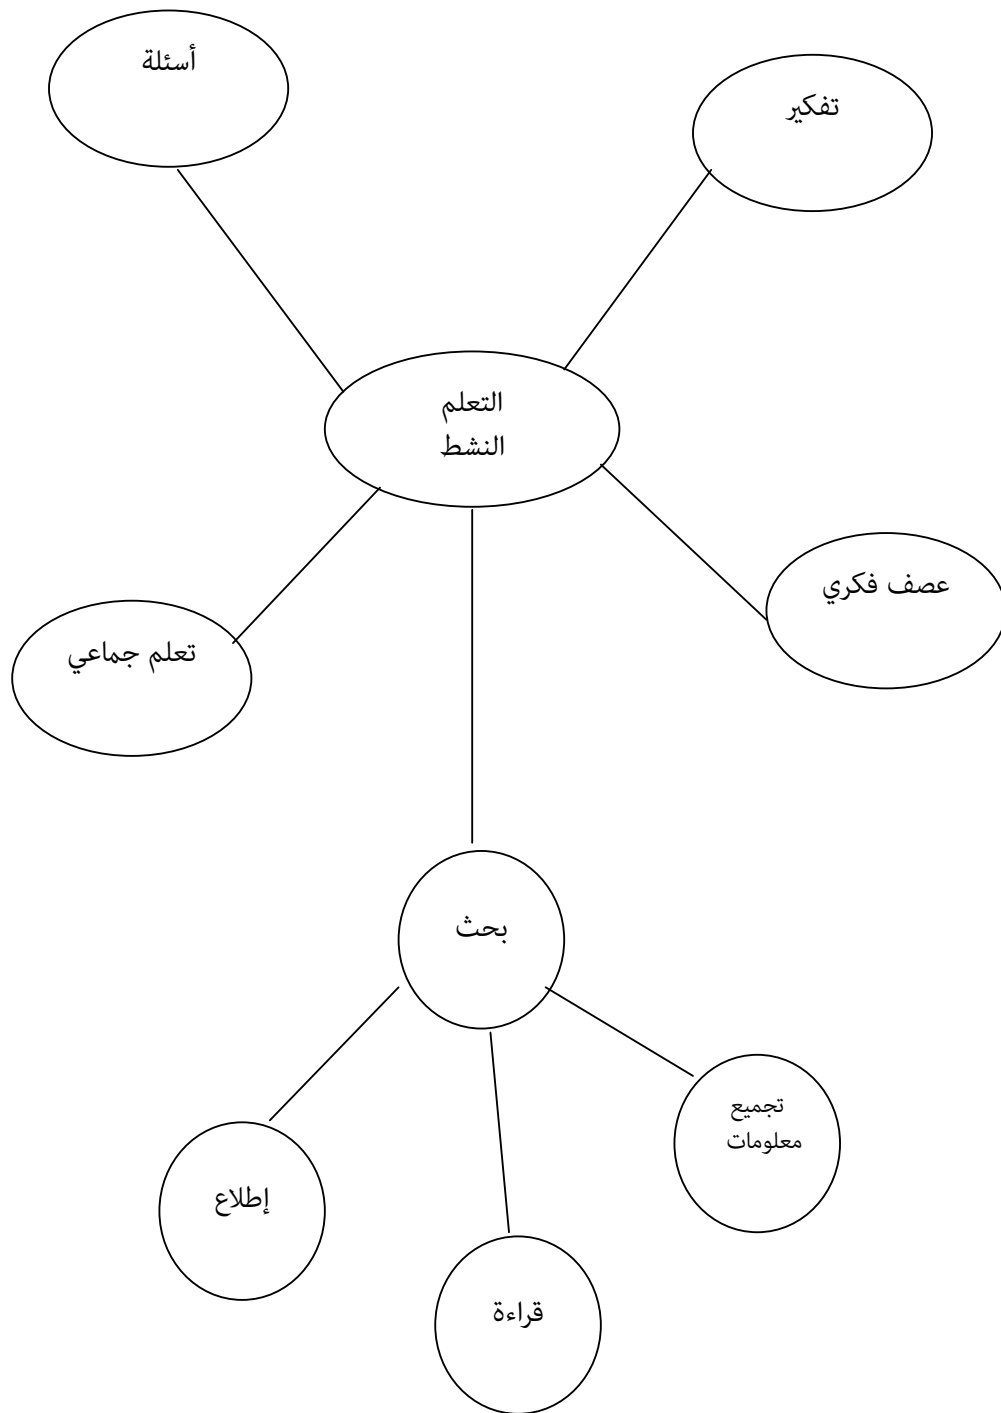 أسئلة
تفكير
التعلم
النشط
عصف فكري
تعلم جماعي
بحث
تجميع
معلومات
إطلاع
قراءة